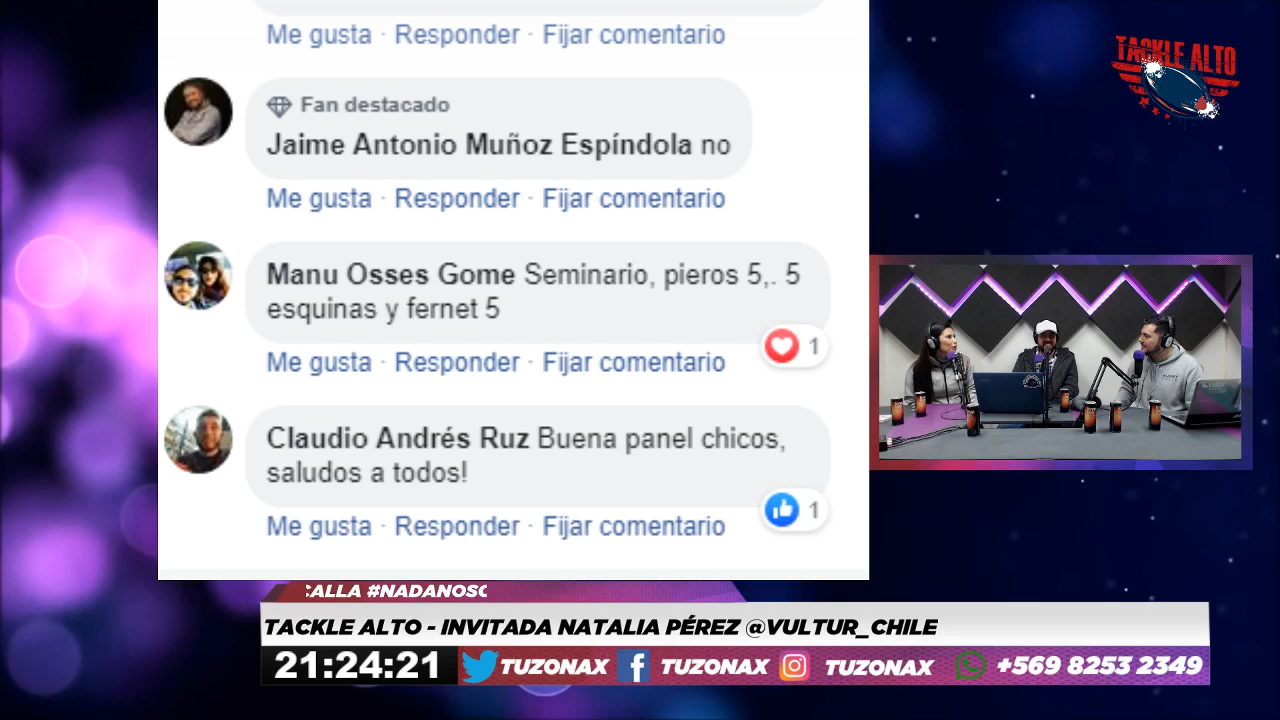 Me gusta · Responder · Fijar comentario
TACKLE ALTO
Fan destacado
Jaime Antonio Muñoz Espíndola no
Me gusta · Responder · Fijar comentario
Manu Osses Gome Seminario, pieros 5,. 5
esquinas y fernet 5
1
Me gusta · Responder · Fijar comentario
Claudio Andrés Ruz Buena panel chicos,
saludos a todos!
1
Me gusta · Responder · Fijar comentario
CALLA #NADANOSO
TACKLE ALTO - INVITADA NATALIA PÉREZ @VULTUR_CHILE
21:24:21 TUZONAX TUZONAX TUZONAX +569 8253 2349